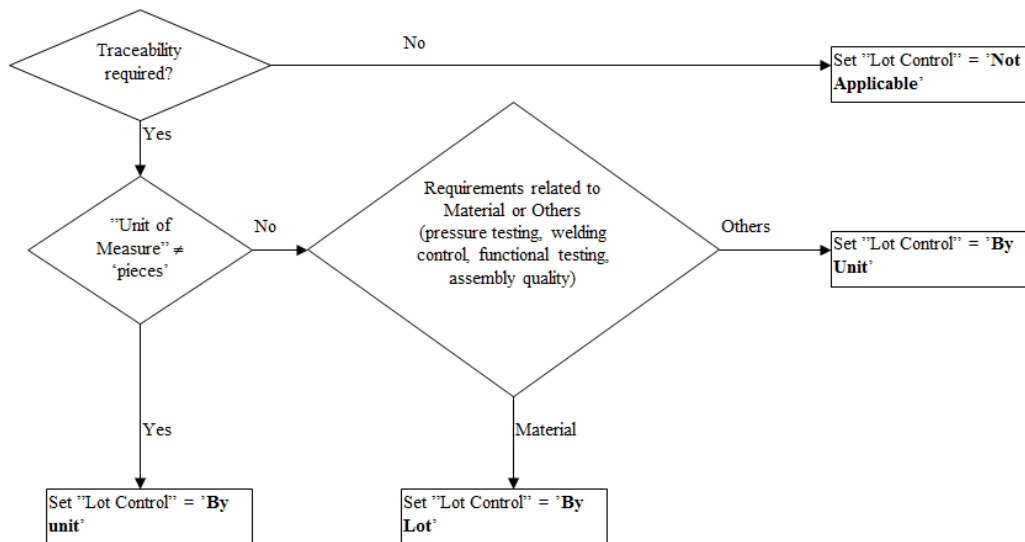 No
Traceability
required?
Set "Lot Control" = 'Not
Applicable'
Yes
Requirements related to
Material or Others
(pressure testing, welding
control, functional testing,
assembly quality)
"Unit of
Measure" ≠
'pieces'
No
Others
Set "Lot Control" = 'By
Unit'
Yes
Material
Set "Lot Control" = 'By
unit'
Set "Lot Control" = 'By
Lot'